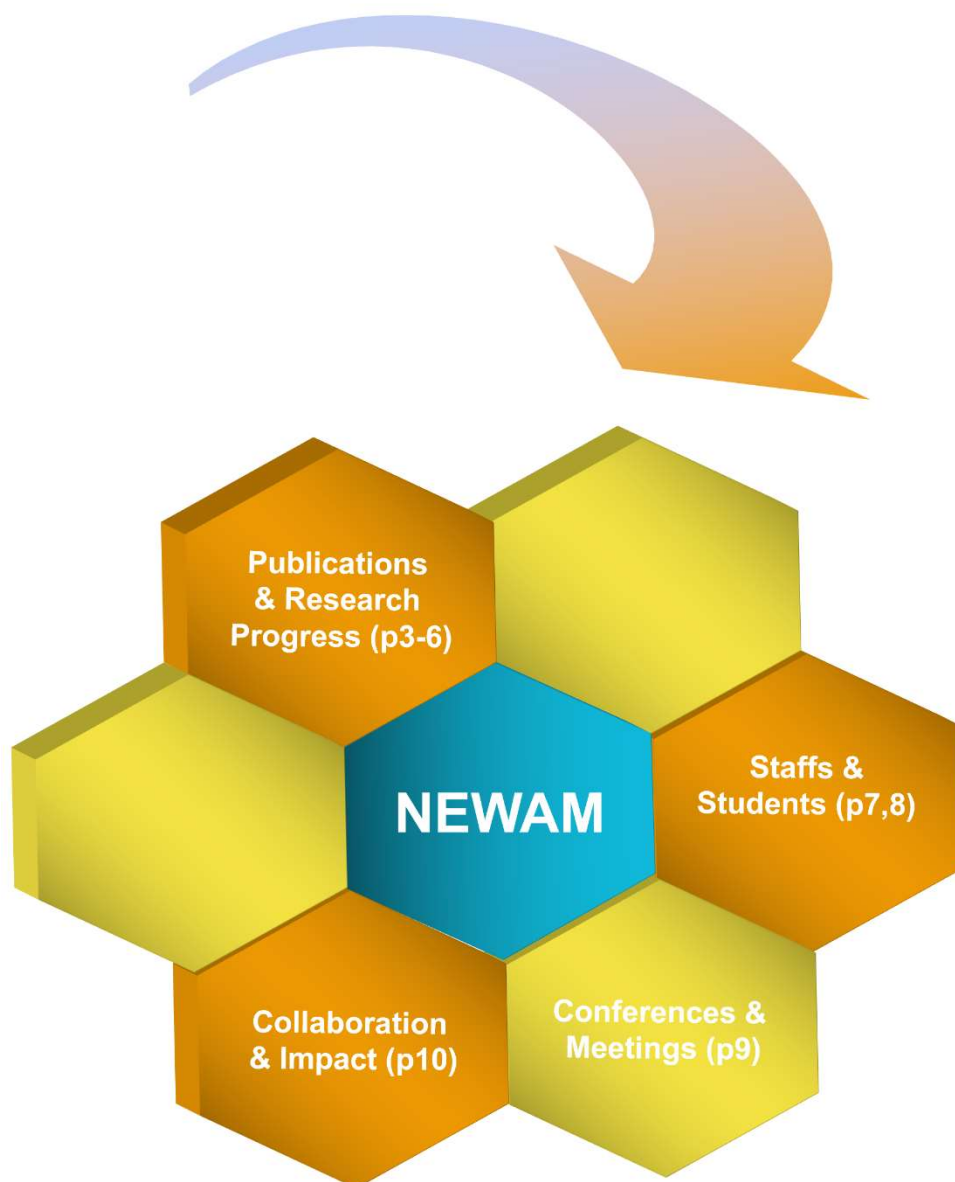 Publications
& Research
Progress (p3-6)
Staffs &
Students (p7,8)
NEWAM
Conferences &
Meetings (p9)
Collaboration
& Impact (p10)